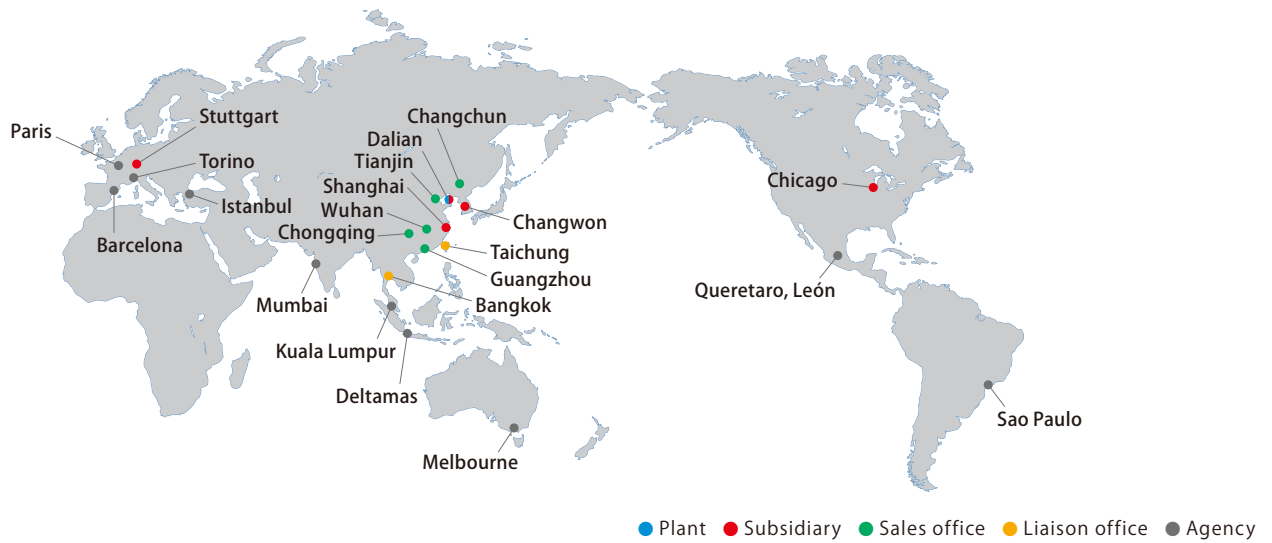 Paris
Stuttgart
Torino
Istanbul
Barcelona
Changchun
Dalian
Tianjin
Shanghai
Wuhan
Chongqing
Changwon
Taichung
Guangzhou
Bangkok
Mumbai
Kuala Lumpur
Deltamas
Melbourne
Chicago
Queretaro, León
Sao Paulo
Plant Subsidiary Sales office Liaison office Agency